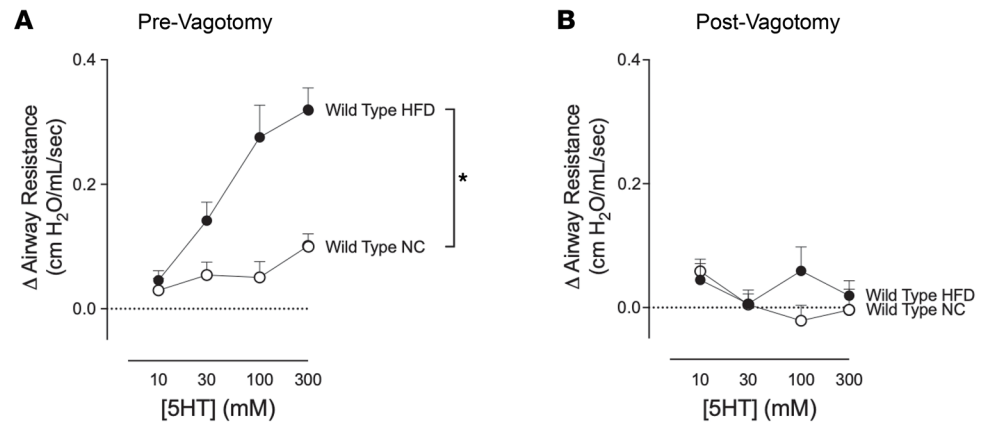 A
Pre-Vagotomy
Δ Airway Resistance
(cm H2O/mL/sec)
0.4
0.2
0.0
Wild Type HFD
*
Wild Type NC
10 30 100 300
[5HT] (mM)
B
Post-Vagotomy
Δ Airway Resistance
(cm H2O/mL/sec)
0.4
0.2
0.0
Wild Type HFD
Wild Type NC
10 30 100 300
[5HT] (mM)